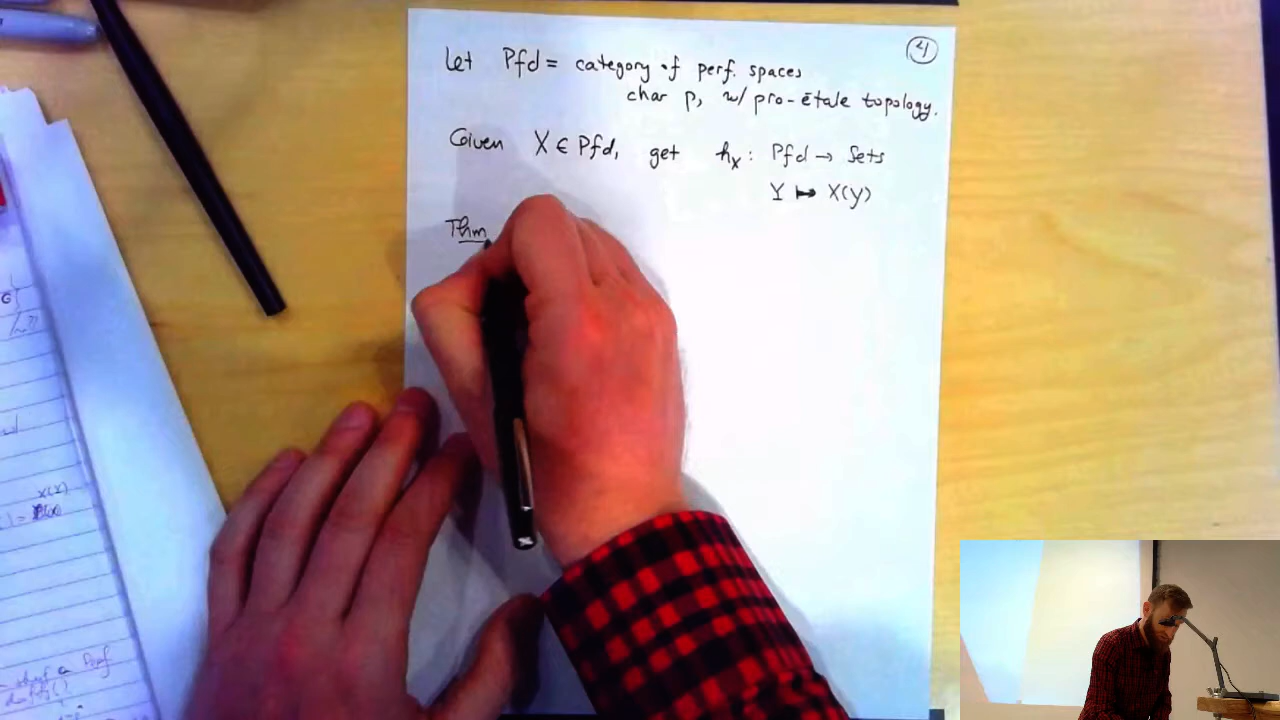 4
Let Pfd = category of perf. spaces
char p, w/ pro-étale topology.
Given X ∈ Pfd, get h_X : Pfd → Sets
Y ↦ X(Y)
Thm
x(x)